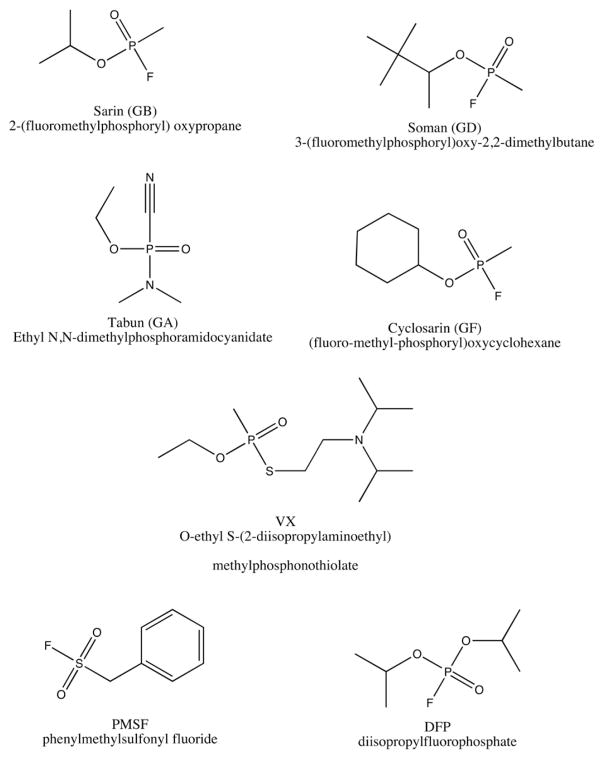 O
P
O
F
Sarin (GB)
2-(fluoromethylphosphoryl) oxypropane
O
O
P
F
Soman (GD)
3-(fluoromethylphosphoryl)oxy-2,2-dimethylbutane
N
O
P
O
N
Tabun (GA)
Ethyl N,N-dimethylphosphoramidocyanidate
O
P
O
F
Cyclosarin (GF)
(fluoro-methyl-phosphoryl)oxycyclohexane
O
P
N
O
S
VX
O-ethyl S-(2-diisopropylaminoethyl)
methylphosphonothiolate
F
O
S
O
PMSF
phenylmethylsulfonyl fluoride
O
O
P
F
O
DFP
diisopropylfluorophosphate